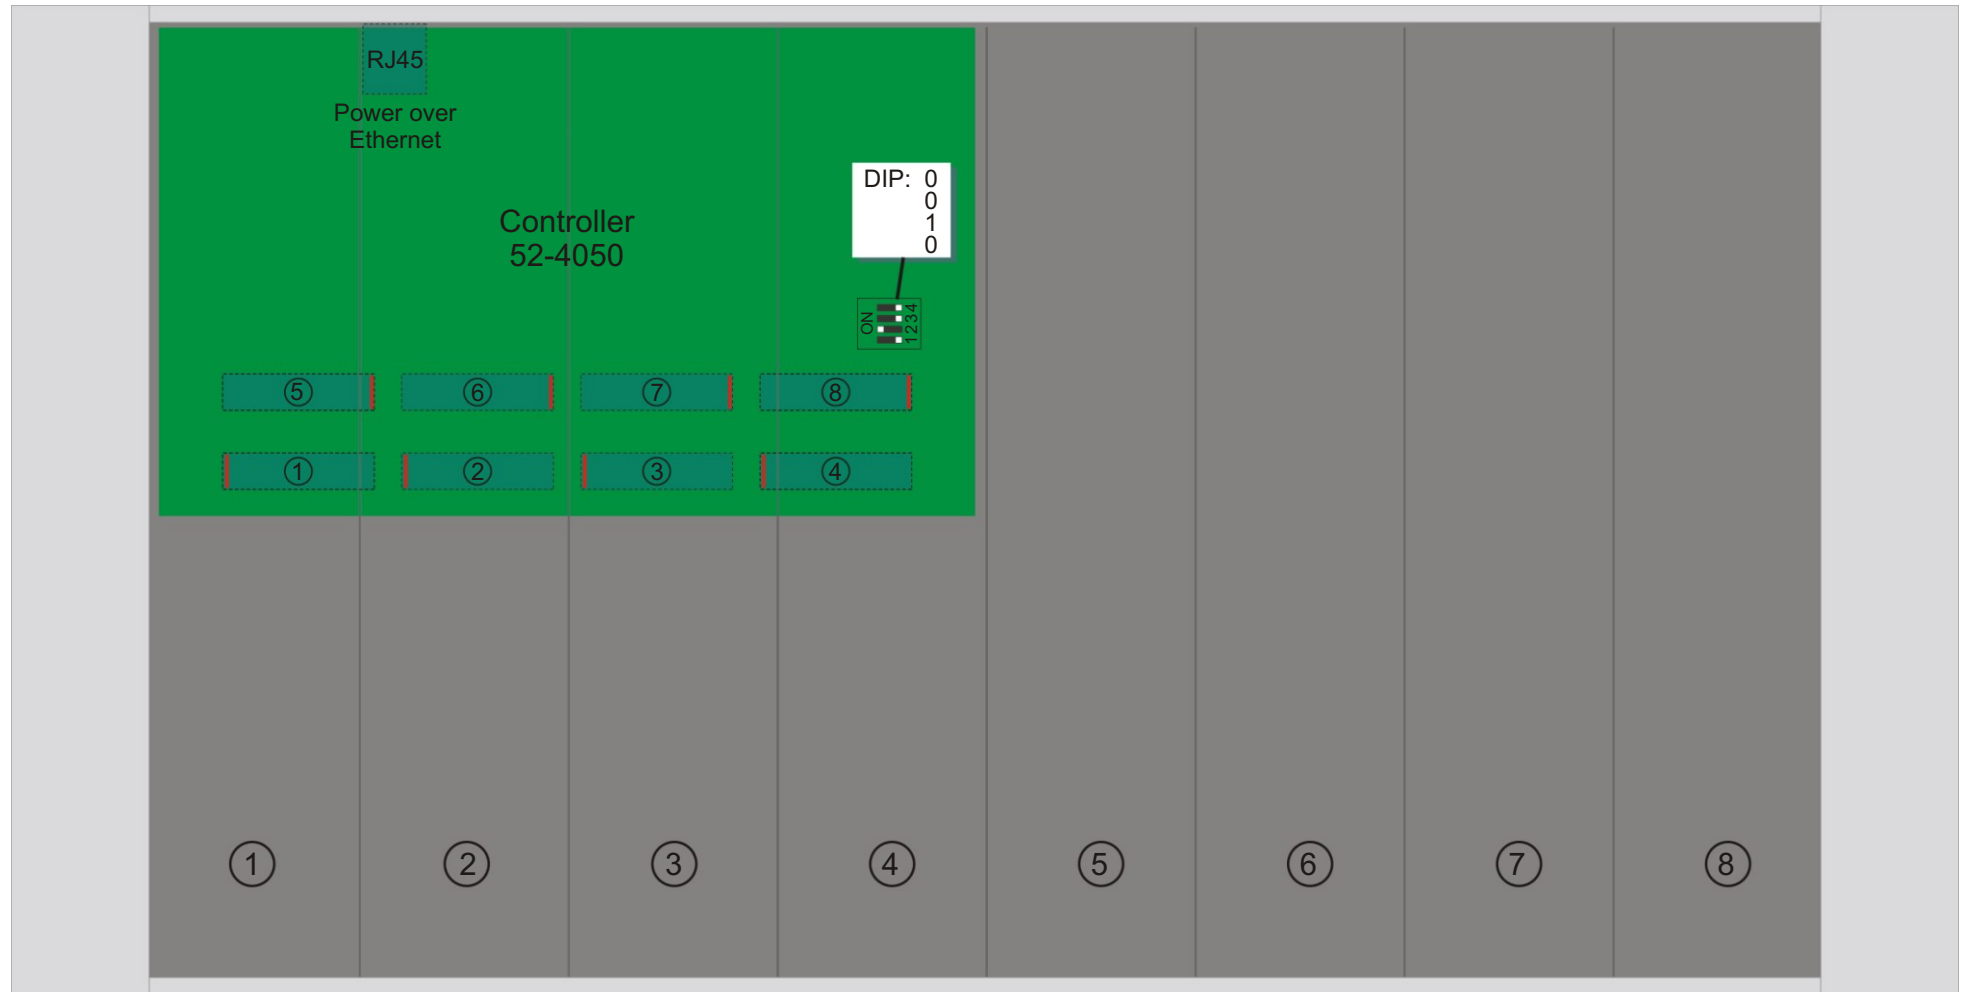 RJ45
Power over
Ethernet
Controller
52-4050
DIP: 0
0
1
0
ON
1234
⑤ ⑥ ⑦ ⑧
① ② ③ ④
① ② ③ ④ ⑤ ⑥ ⑦ ⑧